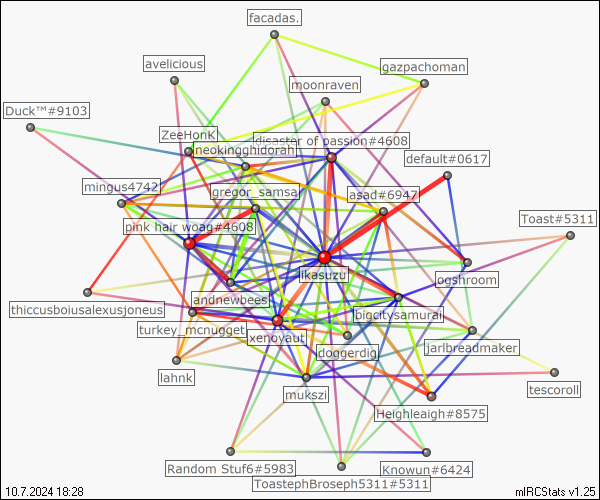 facadas.
avelicious
gazpachoman
moonraven
Duck™#9103
ZeeHonK
disaster of passion#4608
neokingghidorah
default#0617
mingus4742
gregor_samsa
asad#6947
pink hair woag#4608
Toast#5311
likasuzu
ogshroom
andnewbees
thiccusboiusalexusjoneus
bigcitysamurai
turkey_mcnugget
xenoyaut
doggerdig
jarlbreadmaker
lahnk
mukszi
tescoroll
Heighleaigh#8575
Random Stuf6#5983
Knowun#6424
ToastephBroseph5311#5311
10.7.2024 18:28
mIRCStats v1.25